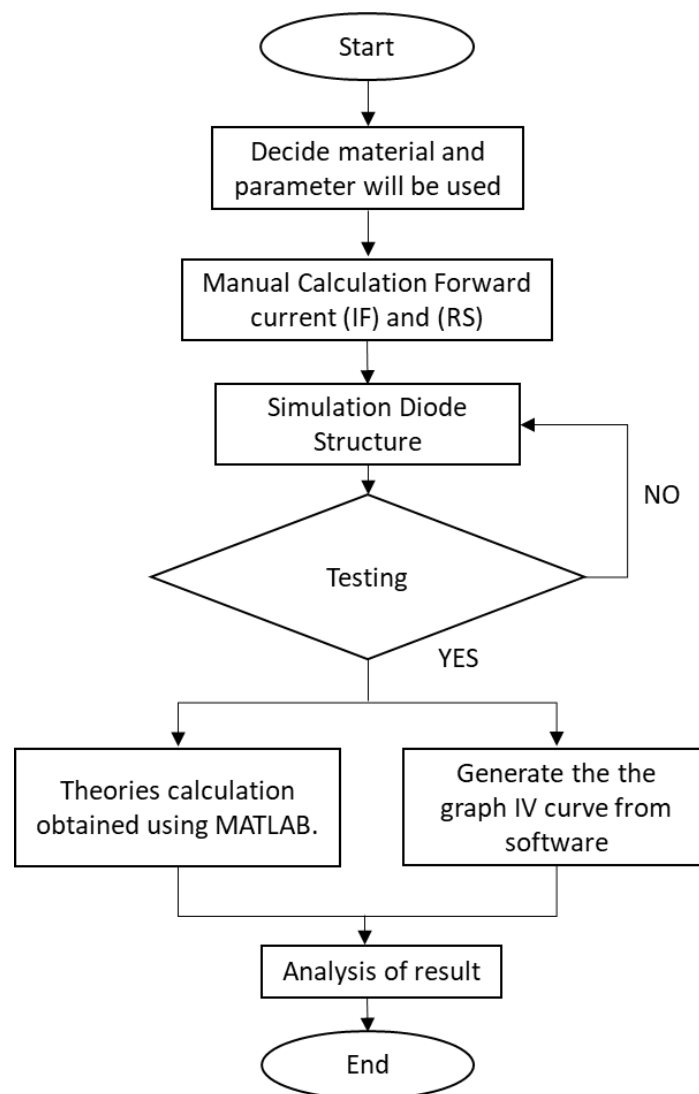 Start
Decide material and
parameter will be used
Manual Calculation Forward
current (IF) and (RS)
Simulation Diode
Structure
NO
Testing
YES
Theories calculation
obtained using MATLAB.
Generate the the
graph IV curve from
software
Analysis of result
End